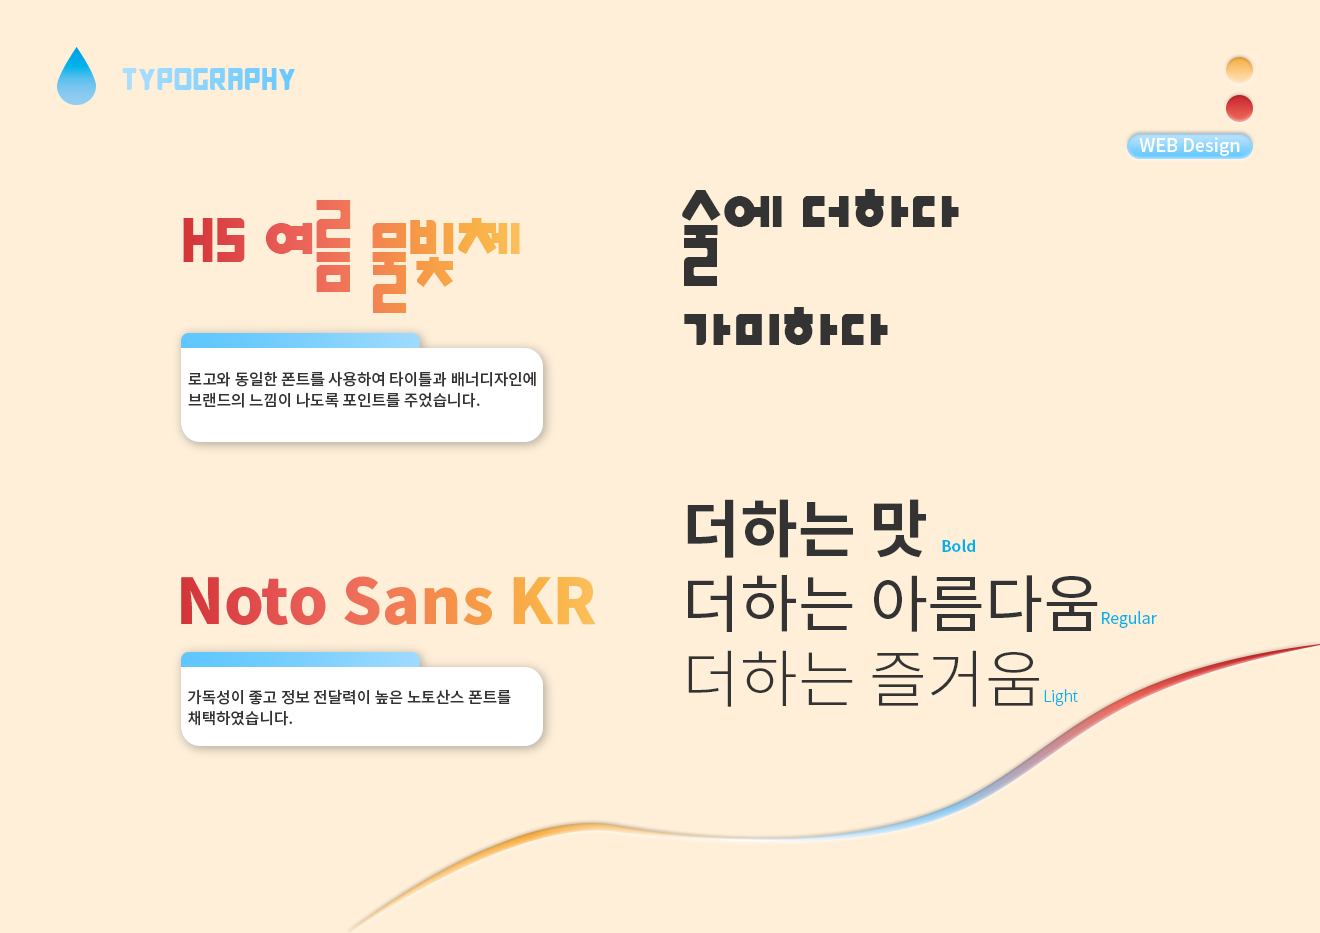 TYPOGRAPHY
WEB Design
HS 여름 물빛체
로고와 동일한 폰트를 사용하여 타이틀과 배너디자인에
브랜드의 느낌이 나도록 포인트를 주었습니다.
술에 더하다
가미하다
Noto Sans KR
가독성이 좋고 정보 전달력이 높은 노토산스 폰트를
채택하였습니다.
더하는 맛 Bold
더하는 아름다움 Regular
더하는 즐거움 Light